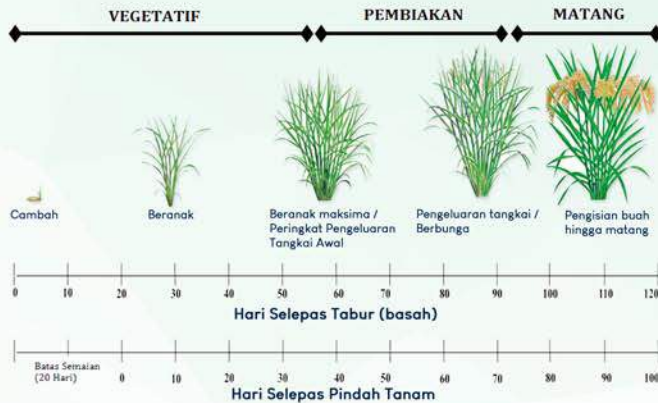 VEGETATIF PEMBIAKAN MATANG
Cambah
Beranak
Beranak maksima /
Peringkat Pengeluaran
Tangkai Awal
Pengeluaran tangkai /
Berbunga
Pengisian buah
hingga matang
0 10 20 30 40 50 60 70 80 90 100 110 120
Hari Selepas Tabur (basah)
Batas Semaian
(20 Hari)
0 10 20 30 40 50 60 70 80 90 100
Hari Selepas Pindah Tanam